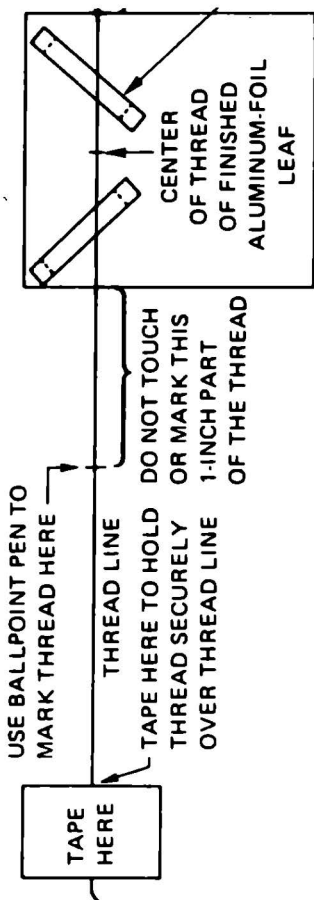 USE BALLPOINT PEN TO
MARK THREAD HERE
TAPE
HERE
THREAD LINE
TAPE HERE TO HOLD
THREAD SECURELY
OVER THREAD LINE
DO NOT TOUCH
OR MARK THIS
1-INCH PART
OF THE THREAD
CENTER
OF THREAD
OF FINISHED
ALUMINUM-FOIL
LEAF